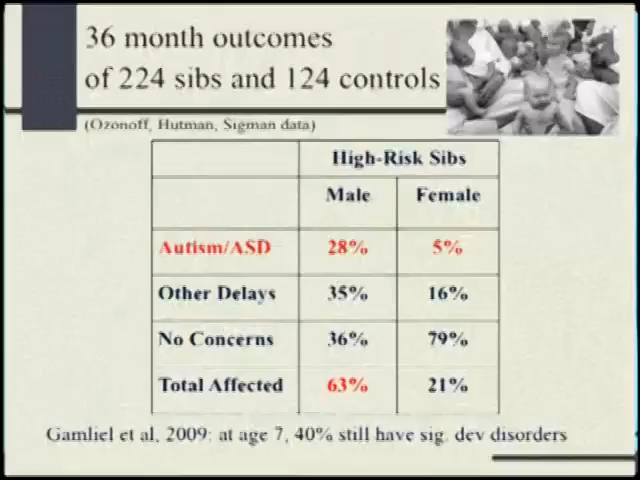 36 month outcomes
of 224 sibs and 124 controls
(Ozonoff, Hutman, Sigman data)
High-Risk Sibs
Male Female
Autism/ASD 28% 5%
Other Delays 35% 16%
No Concerns 36% 79%
Total Affected 63% 21%
Gamliel et al, 2009: at age 7, 40% still have sig. dev disorders